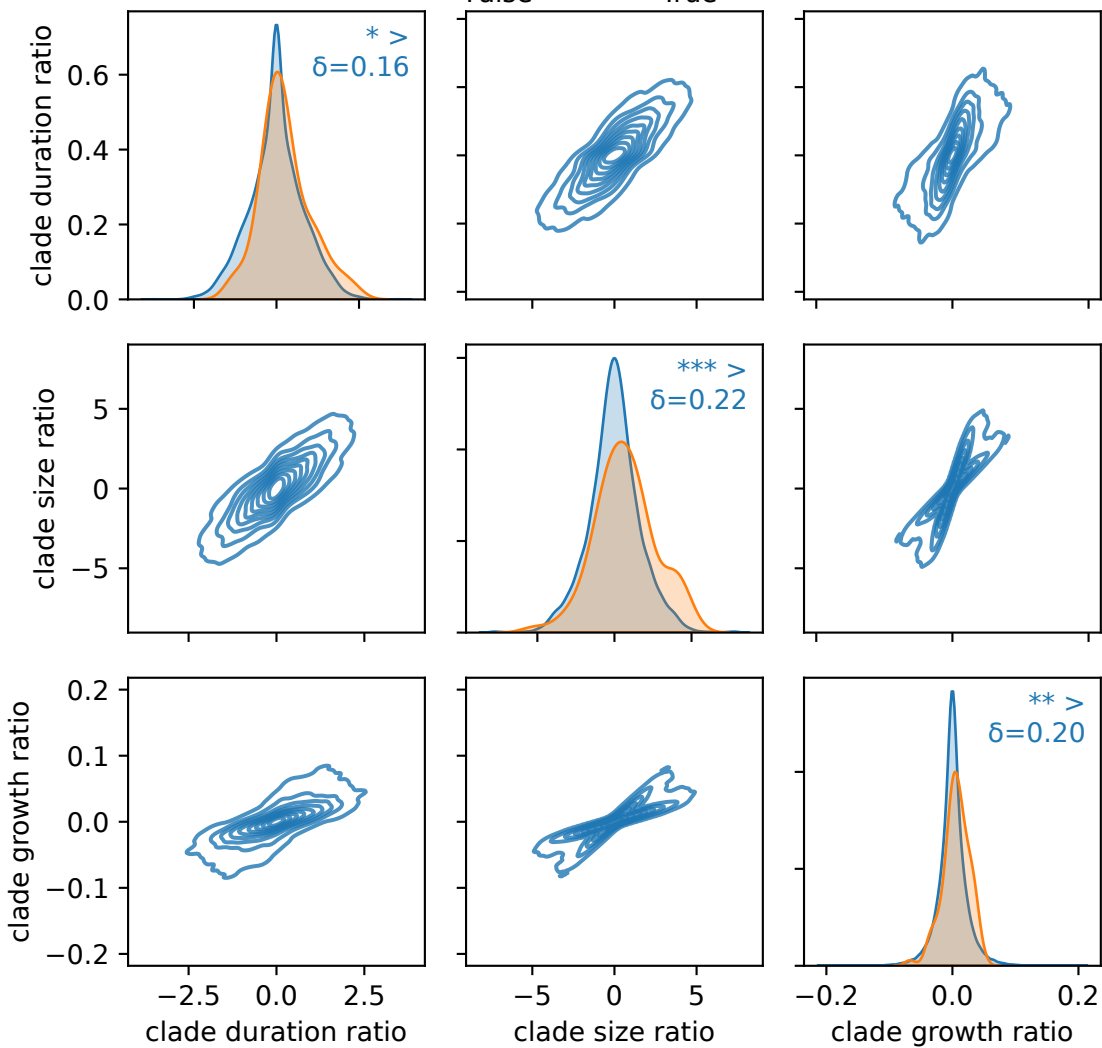 True
clade duration ratio
0.6
0.4
0.2
0.0
* >
δ=0.16
clade size ratio
5
0
−5
*** >
δ=0.22
clade growth ratio
0.2
0.1
0.0
−0.1
−0.2
** >
δ=0.20
−2.5 0.0 2.5
−5 0 5
−0.2 0.0 0.2
clade duration ratio
clade size ratio
clade growth ratio